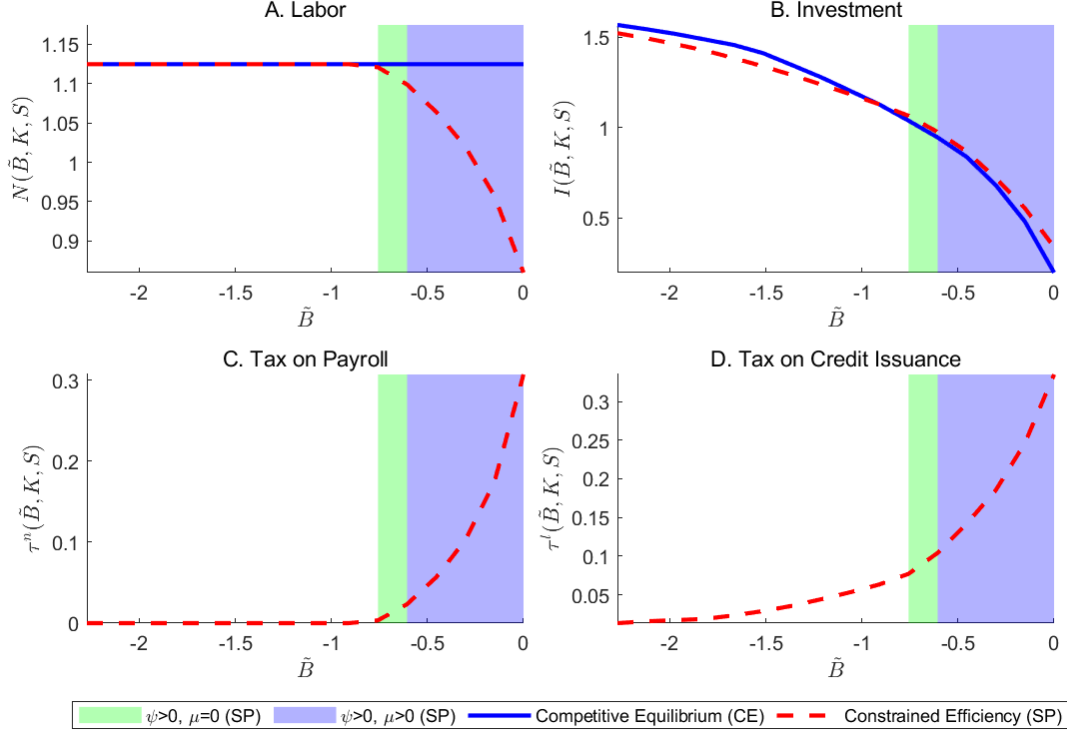 A. Labor
1.15
1.1
1.05
1
0.95
0.9
N(B̃, K, S)
-2 -1.5 -1 -0.5 0
B̃
B. Investment
1.5
1
0.5
I(B̃, K, S)
-2 -1.5 -1 -0.5 0
B̃
C. Tax on Payroll
0.3
0.2
0.1
0
τⁿ(B̃, K, S)
-2 -1.5 -1 -0.5 0
B̃
D. Tax on Credit Issuance
0.3
0.25
0.2
0.15
0.1
0.05
τˡ(B̃, K, S)
-2 -1.5 -1 -0.5 0
B̃
ψ>0, μ=0 (SP) ψ>0, μ>0 (SP) Competitive Equilibrium (CE) Constrained Efficiency (SP)